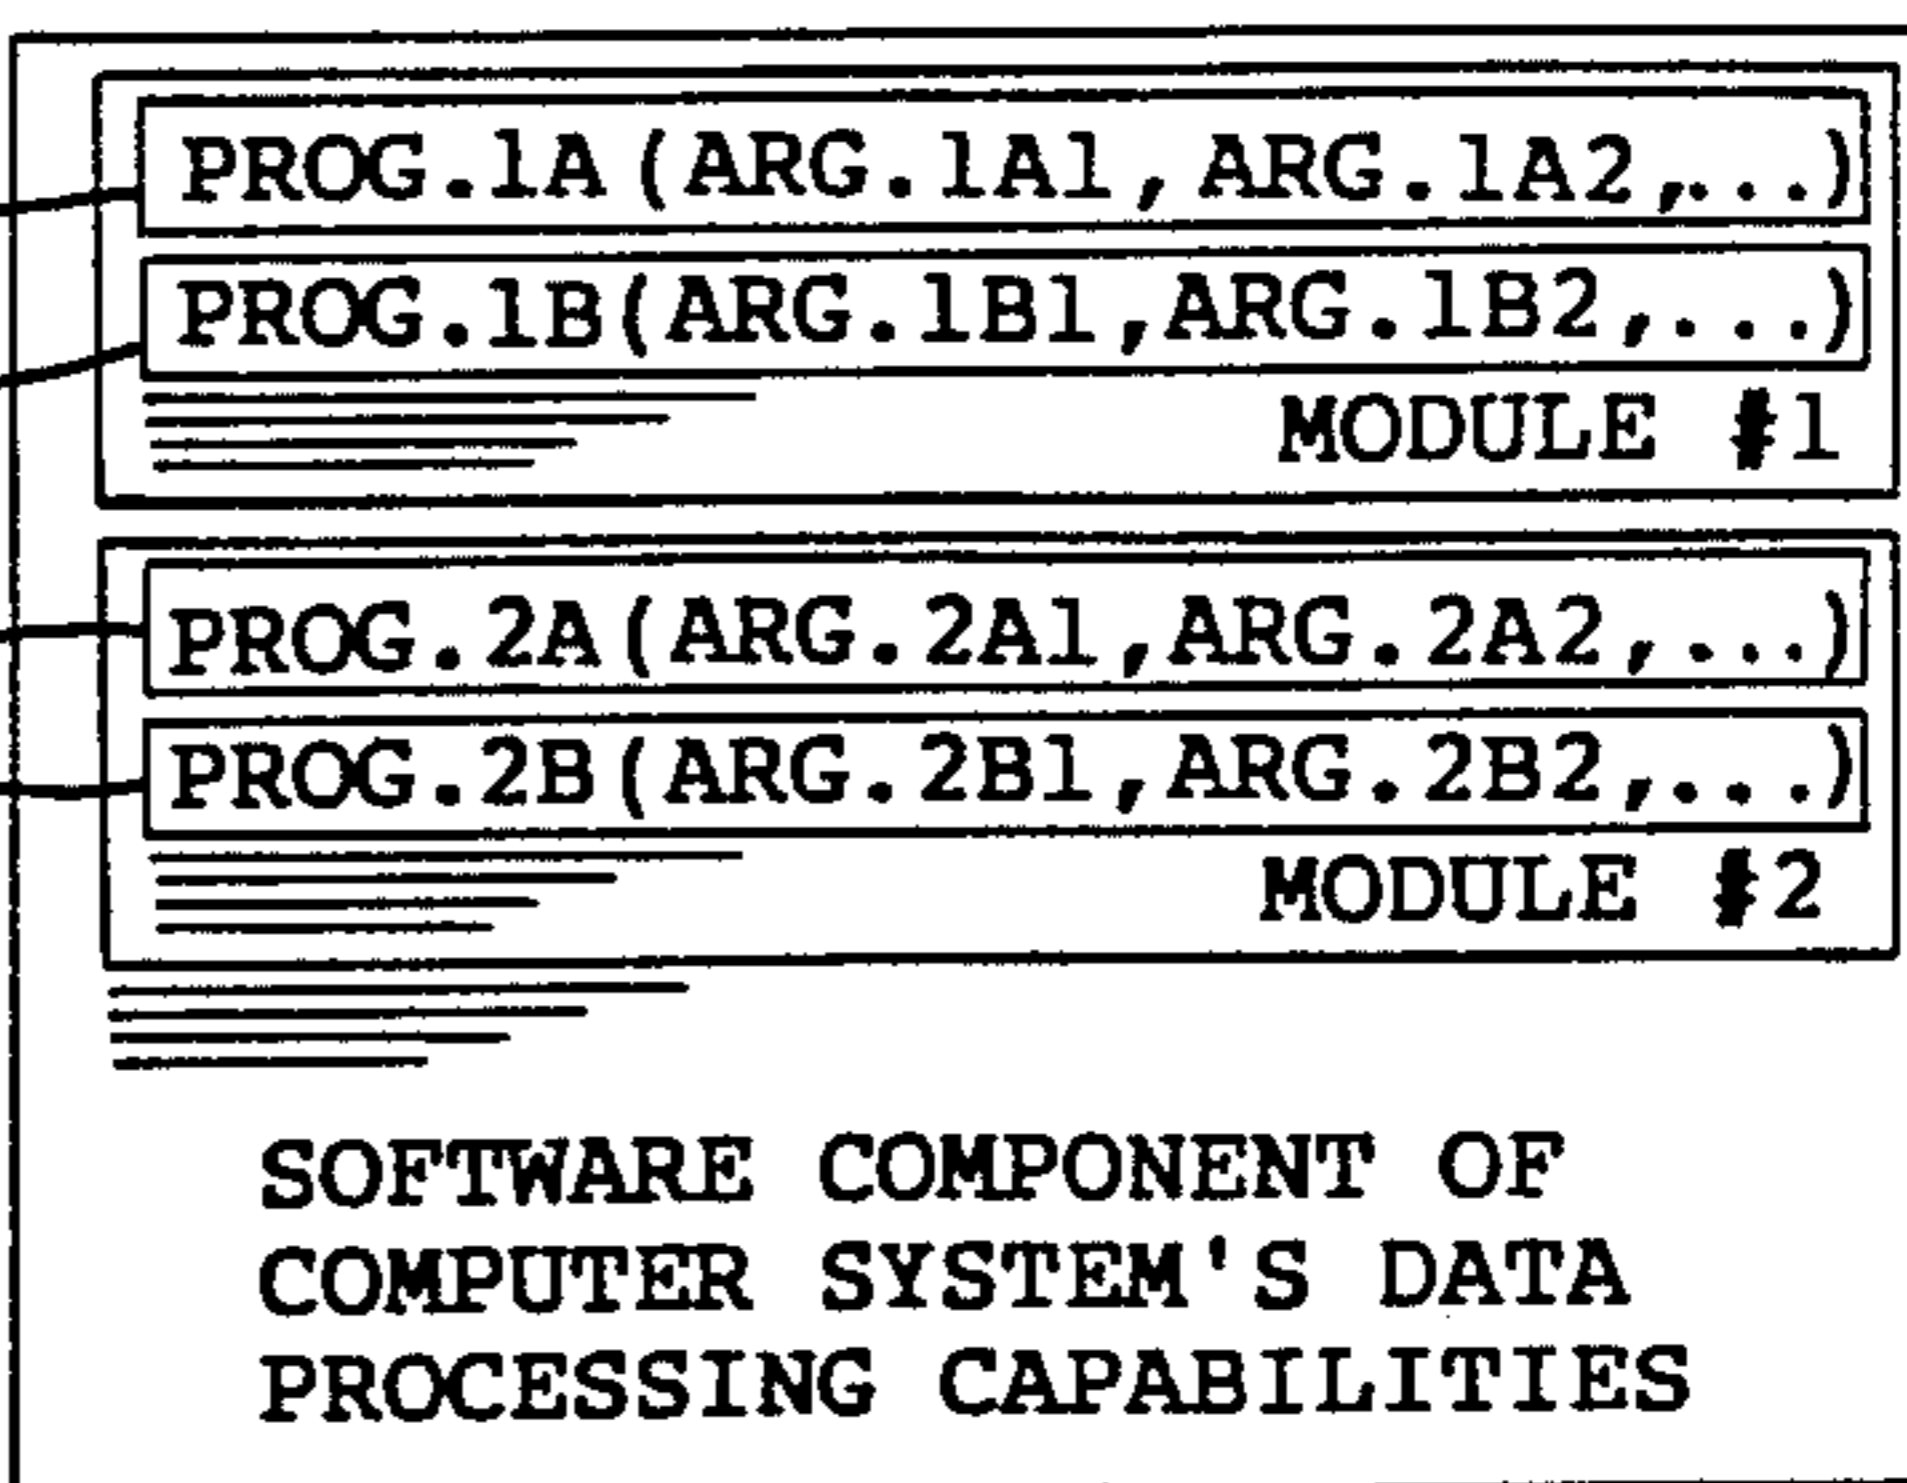 PROG.1A(ARG.1A1,ARG.1A2,...)
PROG.1B(ARG.1B1,ARG.1B2,...)
MODULE #1
PROG.2A(ARG.2A1,ARG.2A2,...)
PROG.2B(ARG.2B1,ARG.2B2,...)
MODULE #2
SOFTWARE COMPONENT OF
COMPUTER SYSTEM'S DATA
PROCESSING CAPABILITIES